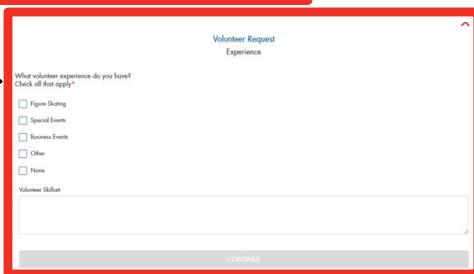 Volunteer Request
Experience
What volunteer experience do you have?
Check all that apply*
Figure Skating
Special Events
Business Events
Other
None
Volunteer Skillset:
CONTINUE